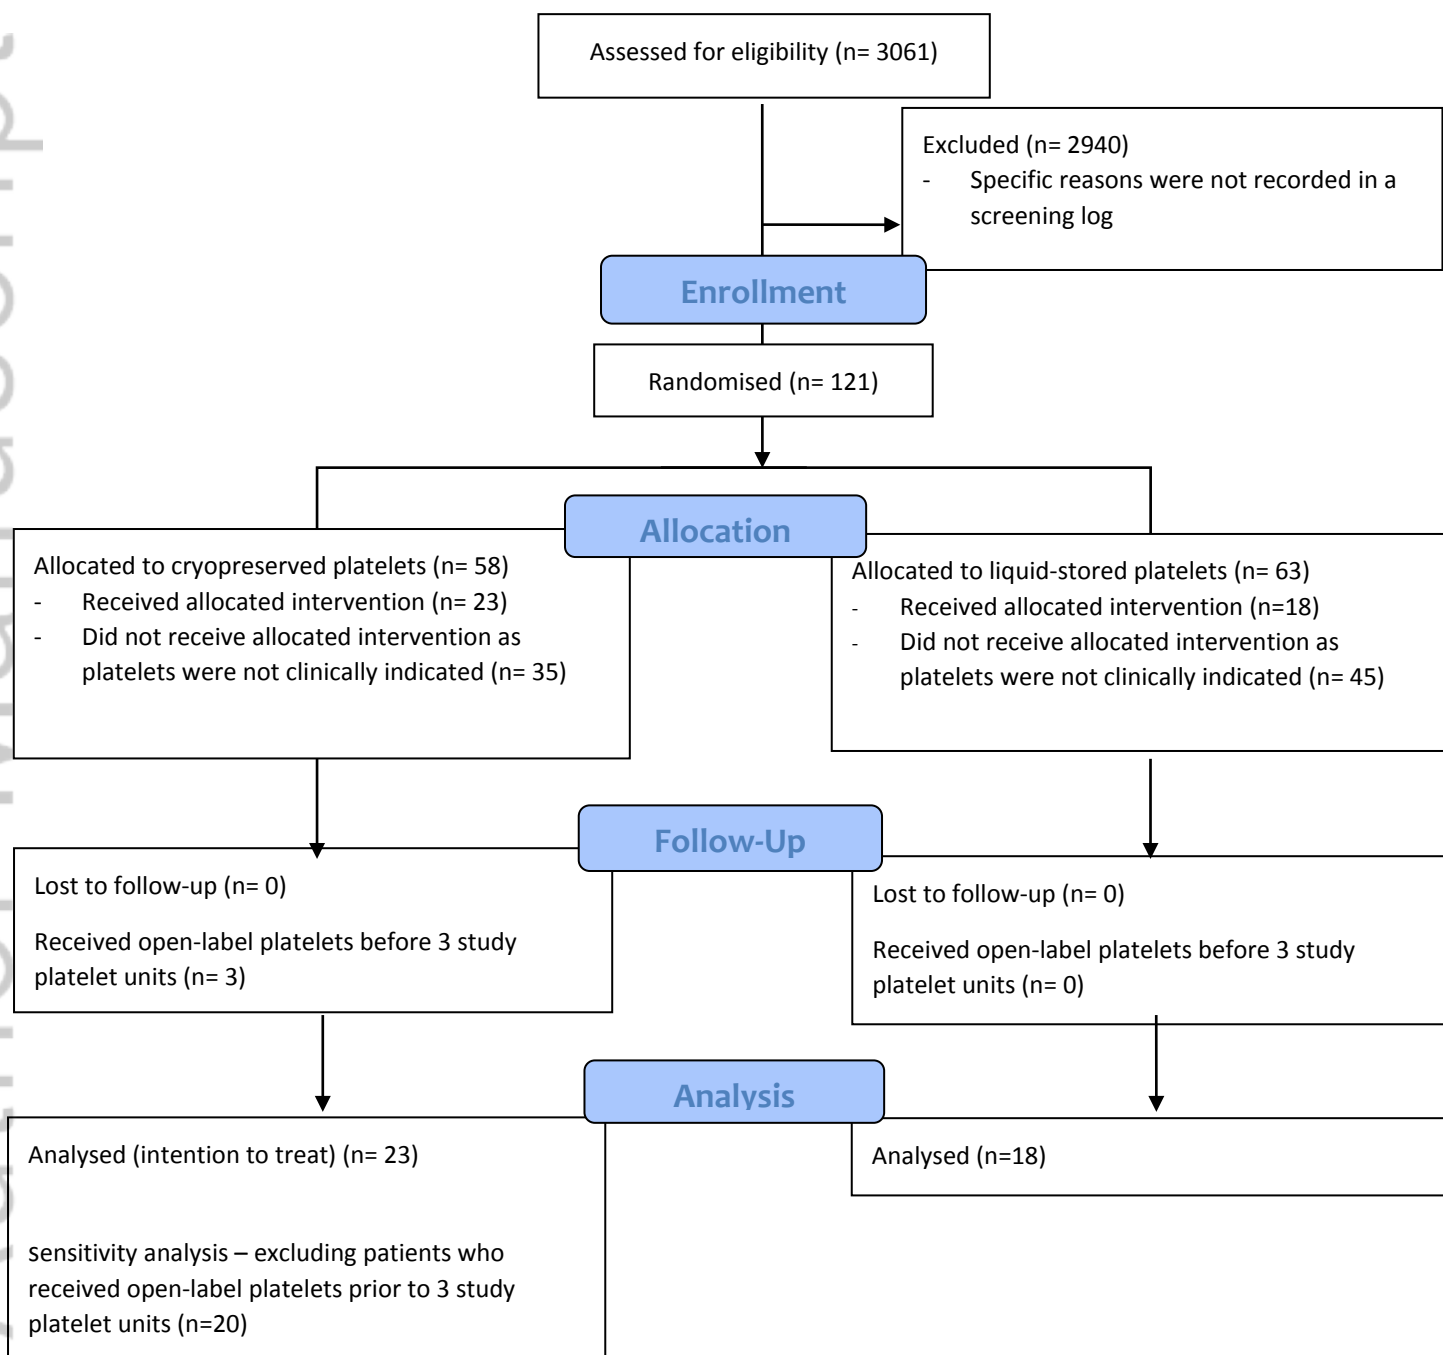 Assessed for eligibility (n= 3061)
Excluded (n= 2940)
- Specific reasons were not recorded in a
screening log
Enrollment
Randomised (n= 121)
Allocation
Allocated to cryopreserved platelets (n= 58)
- Received allocated intervention (n= 23)
- Did not receive allocated intervention as
platelets were not clinically indicated (n= 35)
Allocated to liquid-stored platelets (n= 63)
- Received allocated intervention (n=18)
- Did not receive allocated intervention as
platelets were not clinically indicated (n= 45)
Follow-Up
Lost to follow-up (n= 0)
Received open-label platelets before 3 study
platelet units (n= 3)
Lost to follow-up (n= 0)
Received open-label platelets before 3 study
platelet units (n= 0)
Analysis
Analysed (intention to treat) (n= 23)
sensitivity analysis – excluding patients who
received open-label platelets prior to 3 study
platelet units (n=20)
Analysed (n=18)